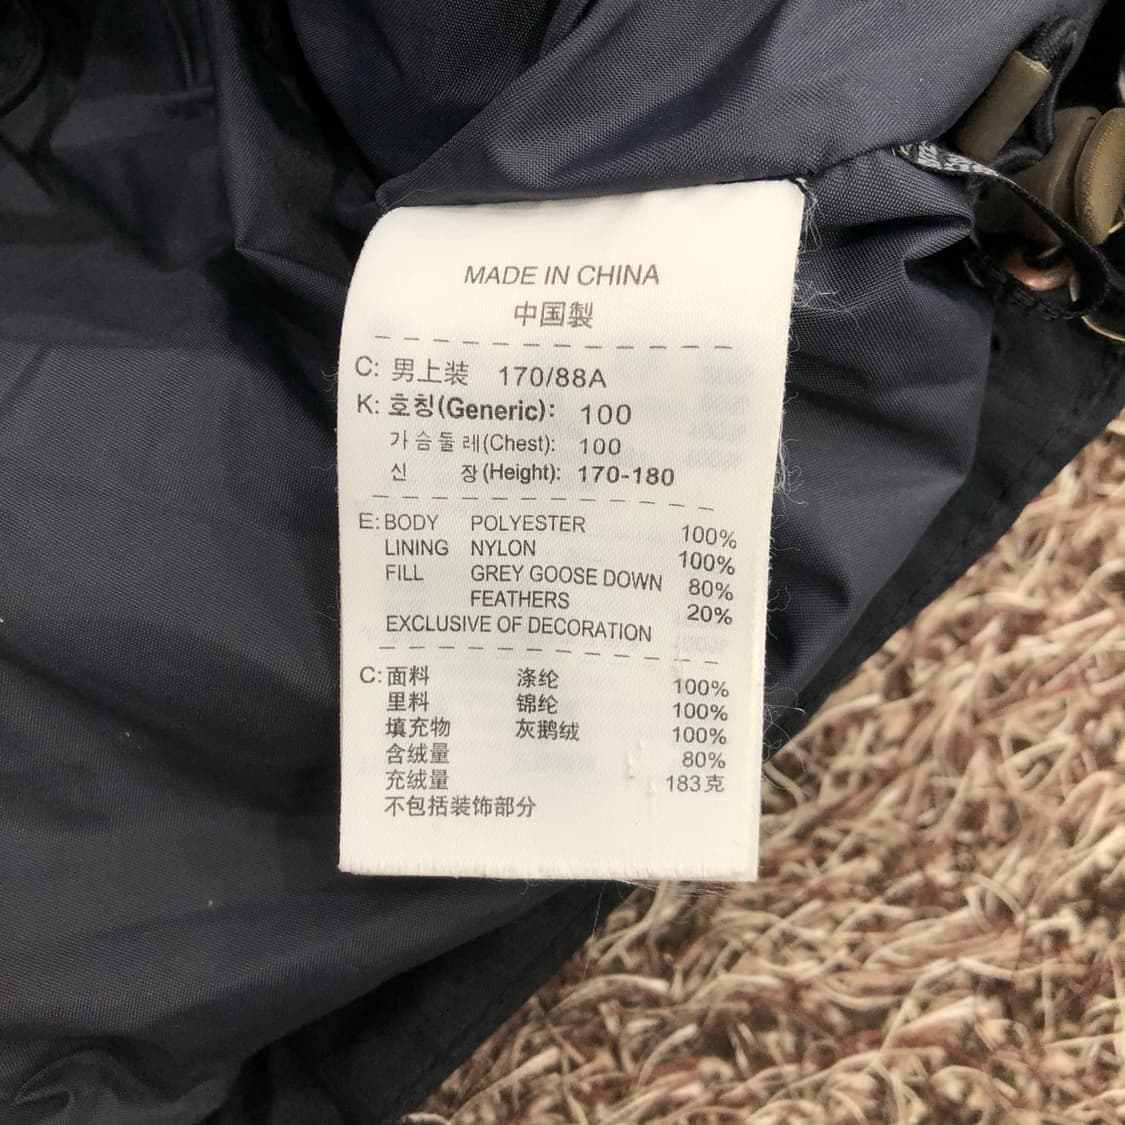 MADE IN CHINA
中国製
C: 男上装 170/88A
K: 호칭(Generic): 100
가슴둘레(Chest): 100
신 장(Height): 170-180
E: BODY POLYESTER 100%
LINING NYLON 100%
FILL GREY GOOSE DOWN 80%
FEATHERS 20%
EXCLUSIVE OF DECORATION
C: 面料 涤纶 100%
里料 锦纶 100%
填充物 灰鹅绒 100%
含绒量 80%
充绒量 183克
不包括装饰部分